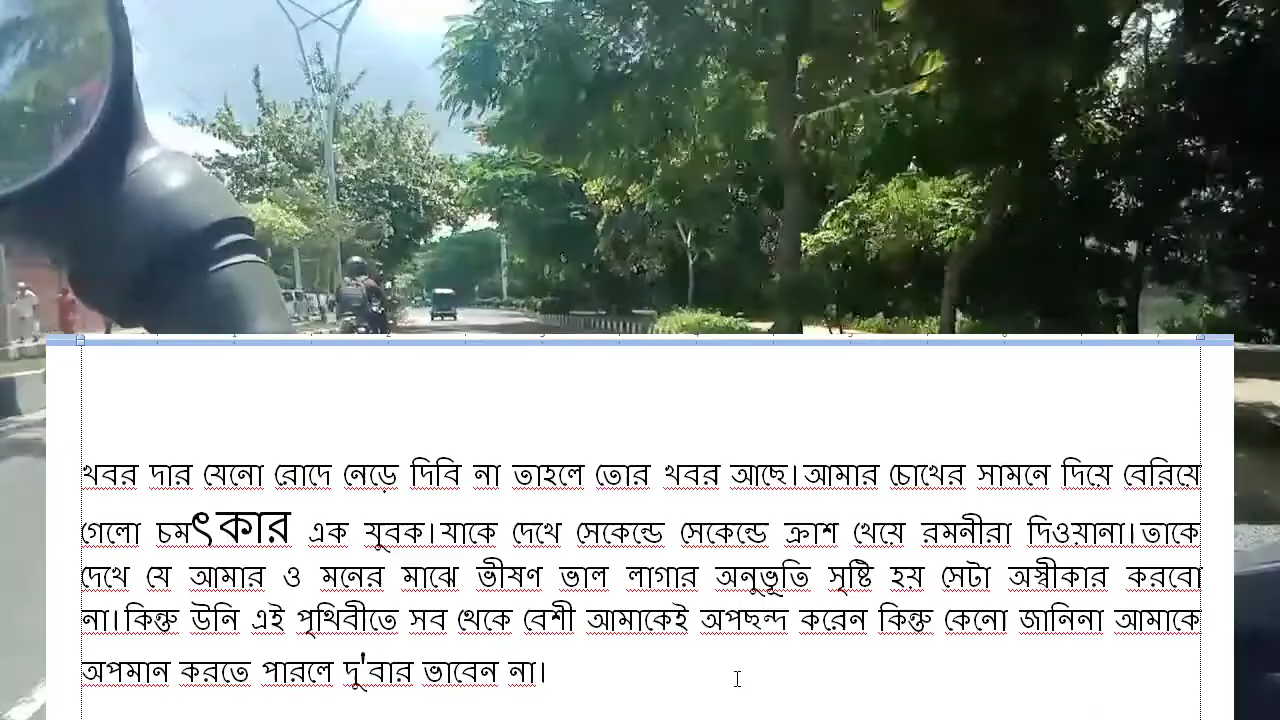 খবর দার যেনো রোদে নেড়ে দিবি না তাহলে তোর খবর আছে।আমার চোখের সামনে দিয়ে বেরিয়ে
গেলো চমৎকার এক যুবক।যাকে দেখে সেকেন্ডে সেকেন্ডে ক্রাশ খেয়ে রমনীরা দিওয়ানা।তাকে
দেখে যে আমার ও মনের মাঝে ভীষণ ভাল লাগার অনুভূতি সৃষ্টি হয় সেটা অস্বীকার করবো
না।কিন্তু উনি এই পৃথিবীতে সব থেকে বেশী আমাকেই অপছন্দ করেন কিন্তু কেনো জানিনা আমাকে
অপমান করতে পারলে দু'বার ভাবেন না।